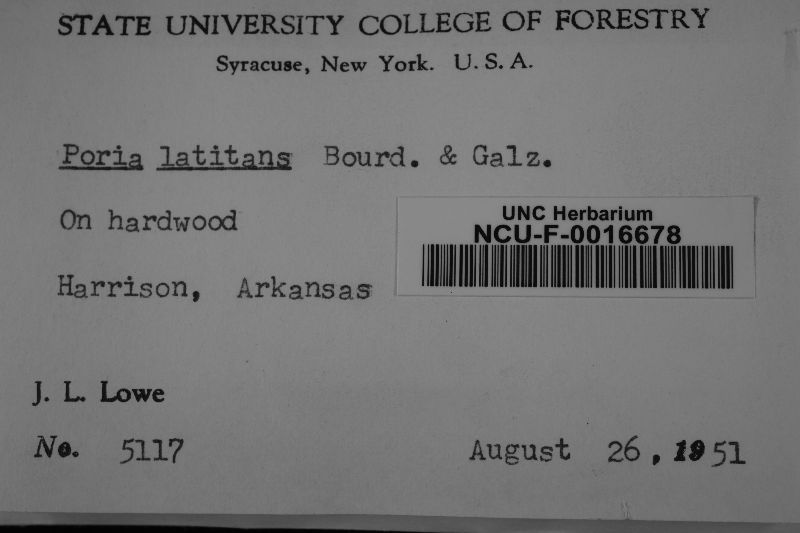 STATE UNIVERSITY COLLEGE OF FORESTRY
Syracuse, New York. U. S. A.
Poria latitans Bourd. & Galz.
On hardwood
UNC Herbarium
NCU-F-0016678
Harrison, Arkansas
J. L. Lowe
No. 5117
August 26, 1951